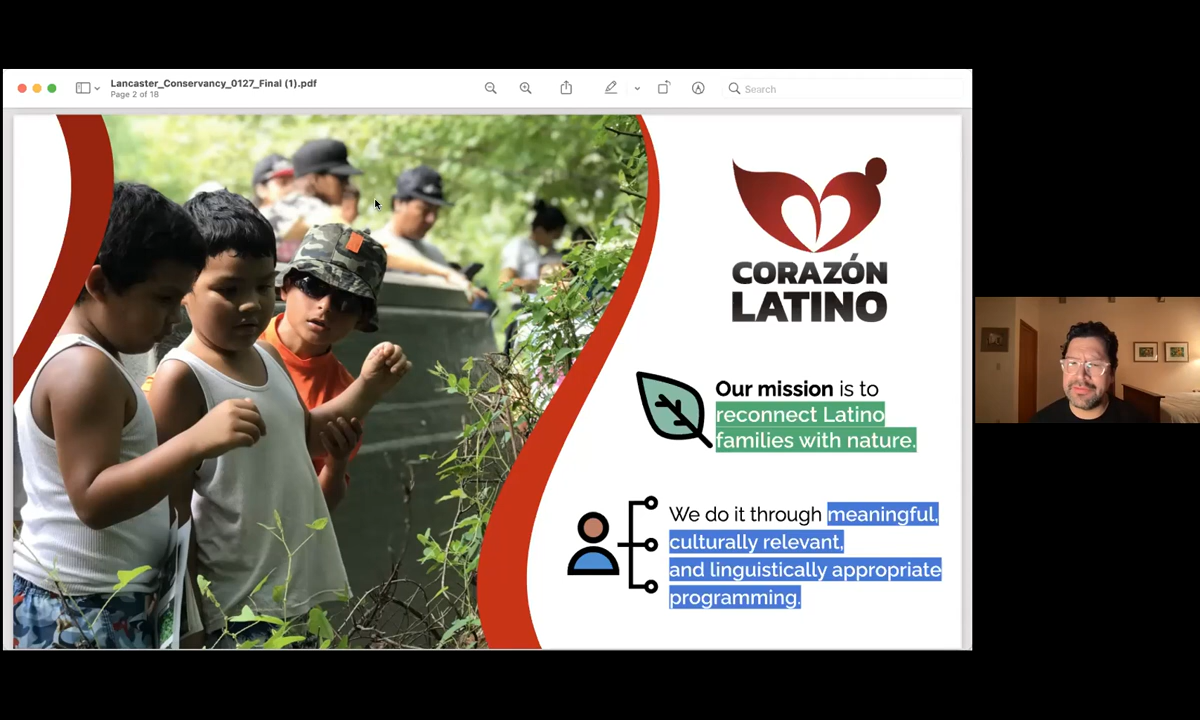 Lancaster_Conservancy_0127_Final (1).pdf
Page 2 of 18
Search
CORAZÓN
LATINO
Our mission is to
reconnect Latino
families with nature.
We do it through meaningful,
culturally relevant,
and linguistically appropriate
programming.